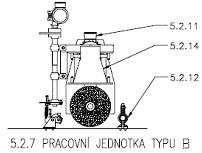 5.2.11
5.2.14
5.2.12
5.2.7 PRACOVNÍ JEDNOTKA TYPU B